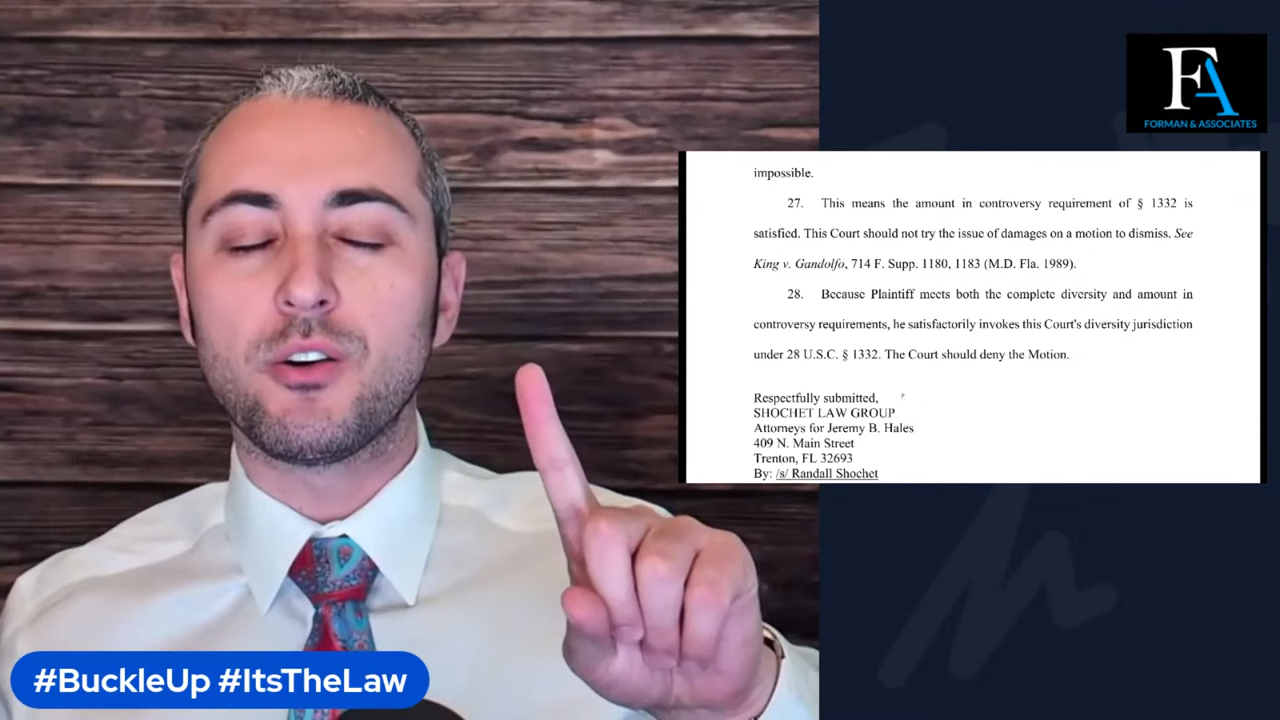 FA
FORMAN & ASSOCIATES
impossible.
27. This means the amount in controversy requirement of § 1332 is
satisfied. This Court should not try the issue of damages on a motion to dismiss. See
King v. Gandolfo, 714 F. Supp. 1180, 1183 (M.D. Fla. 1989).
28. Because Plaintiff meets both the complete diversity and amount in
controversy requirements, he satisfactorily invokes this Court's diversity jurisdiction
under 28 U.S.C. § 1332. The Court should deny the Motion.
Respectfully submitted,
SHOCHET LAW GROUP
Attorneys for Jeremy B. Hales
409 N. Main Street
Trenton, FL 32693
By: /s/ Randall Shochet
#BuckleUp #ItsTheLaw